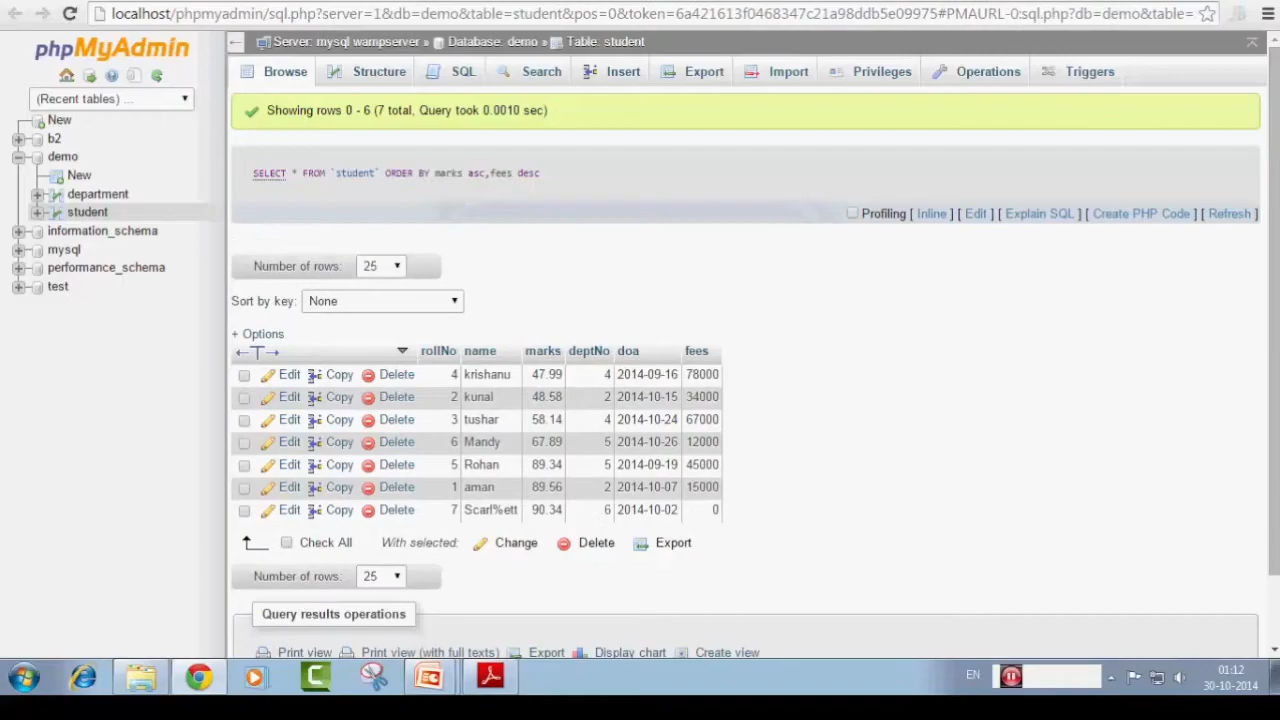 localhost/phpmyadmin/sql.php?server=1&db=demo&table=student&pos=0&token=6a421613f0468347c21a98ddb5e09975#PMAURL-0:sql.php?db=demo&table=
phpMyAdmin
(Recent tables) ...
New
b2
demo
New
department
student
information_schema
mysql
performance_schema
test
Server: mysql wampserver » Database: demo » Table: student
Browse Structure SQL Search Insert Export Import Privileges Operations Triggers
Showing rows 0 - 6 (7 total, Query took 0.0010 sec)
SELECT * FROM `student` ORDER BY marks asc,fees desc
Profiling [ Inline ] [ Edit ] [ Explain SQL ] [ Create PHP Code ] [ Refresh ]
Number of rows: 25
Sort by key: None
+ Options
←T→ rollNo name marks deptNo doa fees
Edit Copy Delete 4 krishanu 47.99 4 2014-09-16 78000
Edit Copy Delete 2 kunal 48.58 2 2014-10-15 34000
Edit Copy Delete 3 tushar 58.14 4 2014-10-24 67000
Edit Copy Delete 6 Mandy 67.89 5 2014-10-26 12000
Edit Copy Delete 5 Rohan 89.34 5 2014-09-19 45000
Edit Copy Delete 1 aman 89.56 2 2014-10-07 15000
Edit Copy Delete 7 Scarl%ett 90.34 6 2014-10-02 0
Check All With selected: Change Delete Export
Number of rows: 25
Query results operations
Print view Print view (with full texts) Export Display chart Create view
EN
01:12
30-10-2014